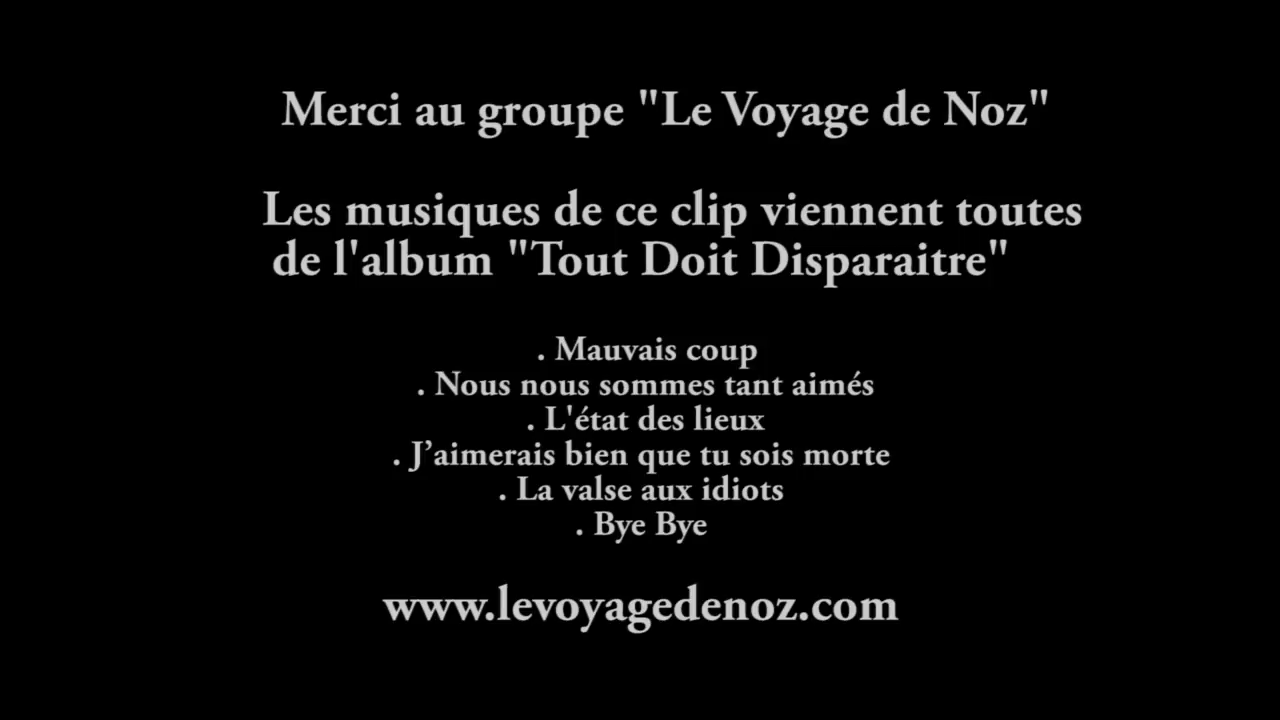 Merci au groupe "Le Voyage de Noz"
Les musiques de ce clip viennent toutes
de l'album "Tout Doit Disparaitre"
. Mauvais coup
. Nous nous sommes tant aimés
. L'état des lieux
. J’aimerais bien que tu sois morte
. La valse aux idiots
. Bye Bye
www.levoyagedenoz.com